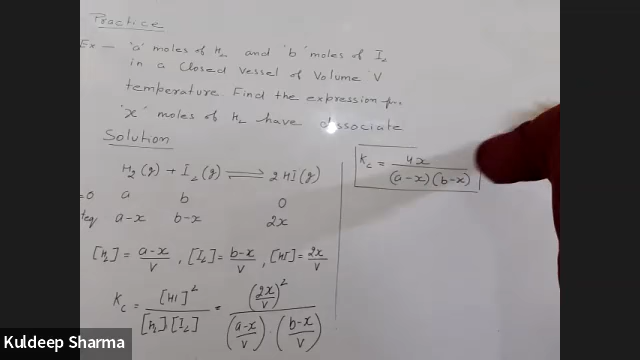 Practice
Ex - 'a' moles of H₂ and 'b' moles of I₂
in a closed vessel of Volume V
temperature. Find the expression for
'x' moles of H₂ have dissociate
Solution
H₂(g) + I₂(g) ⇌ 2HI(g)
=0 a b 0
teq a-x b-x 2x
[H₂] = a-x/V , [I₂] = b-x/V , [HI] = 2x/V
Kc = [HI]²/[H₂][I₂] = (2x/V)²/(a-x/V)·(b-x/V)
Kc = 4x/(a-x)(b-x)
Kuldeep Sharma